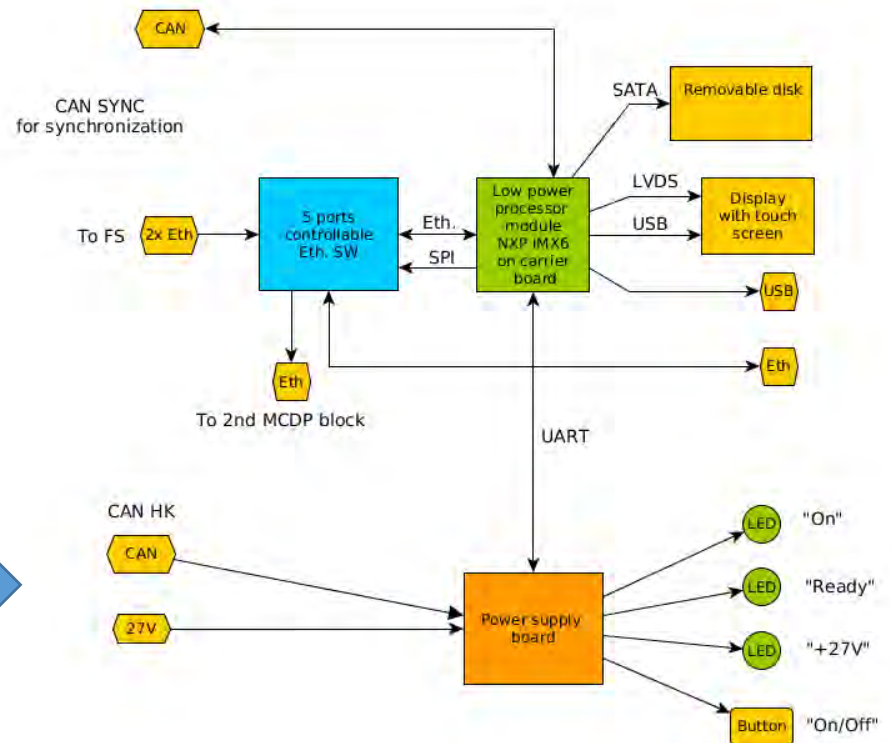 CAN
CAN SYNC
for synchronization
SATA
Removable disk
To FS
2x Eth
5 ports
controllable
Eth. SW
Eth.
SPI
Low power
processor
module
NXP iMX6
on carrier
board
LVDS
USB
Display
with touch
screen
USB
Eth
Eth
To 2nd MCDP block
UART
CAN HK
CAN
27V
Power supply
board
LED
"On"
LED
"Ready"
LED
"+27V"
Button
"On/Off"